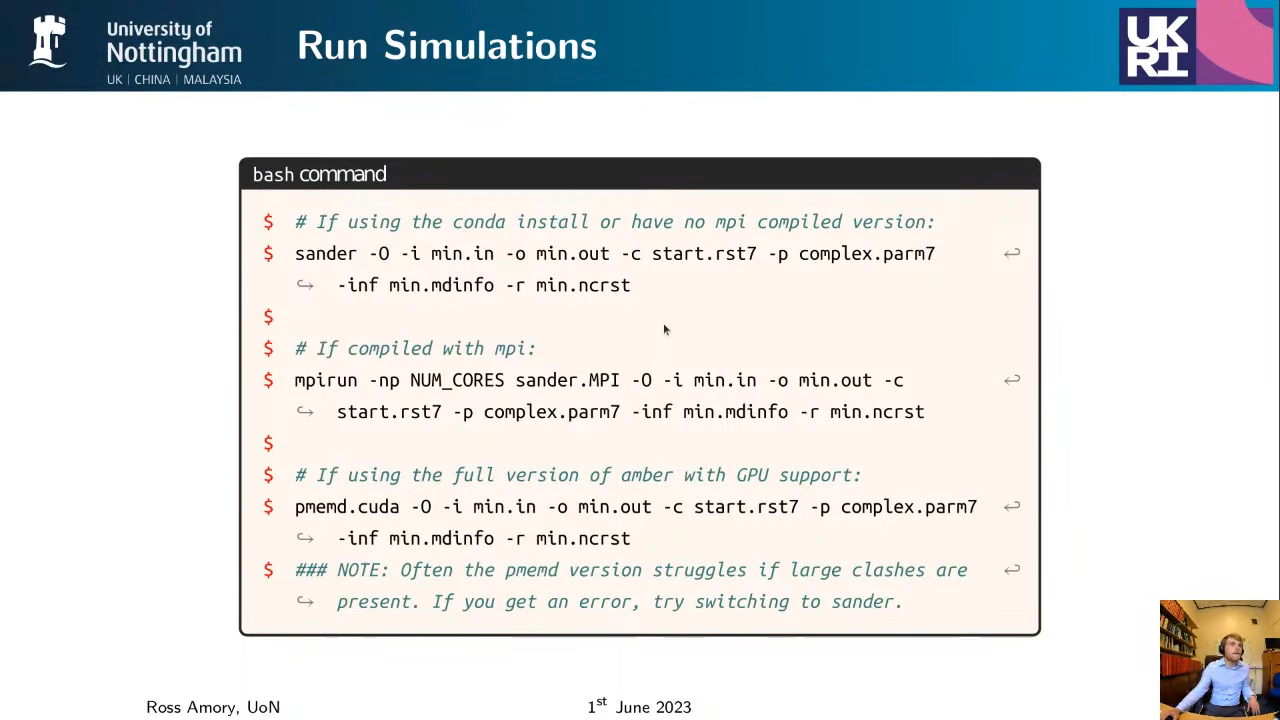 University of
Nottingham
UK | CHINA | MALAYSIA
Run Simulations
UK
RI
bash command
$ # If using the conda install or have no mpi compiled version:
$ sander -O -i min.in -o min.out -c start.rst7 -p complex.parm7 ↩
↪ -inf min.mdinfo -r min.ncrst
$
$ # If compiled with mpi:
$ mpirun -np NUM_CORES sander.MPI -O -i min.in -o min.out -c ↩
↪ start.rst7 -p complex.parm7 -inf min.mdinfo -r min.ncrst
$
$ # If using the full version of amber with GPU support:
$ pmemd.cuda -O -i min.in -o min.out -c start.rst7 -p complex.parm7 ↩
↪ -inf min.mdinfo -r min.ncrst
$ ### NOTE: Often the pmemd version struggles if large clashes are ↩
↪ present. If you get an error, try switching to sander.
Ross Amory, UoN
1st June 2023